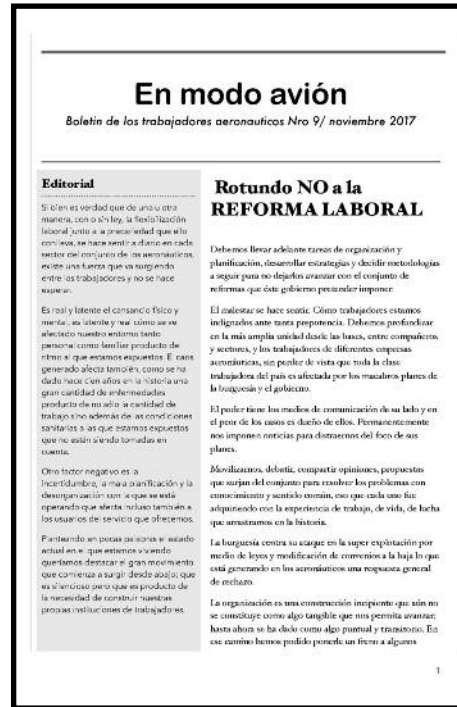 En modo avión
Boletin de los trabajadores aeronauticos Nro 9/ noviembre 2017
Editorial
Si bien es verdad que de una u otra
manera, con o sin ley, la flexibilización
laboral junto a la precariedad que ello
conlleva, se hace sentir a diario en cada
sector del conjunto de los aeronáuticos,
existe una fuerza que va surgiendo
entre los trabajadores y no se hace
esperar.
Es real y latente el cansancio físico y
mental, es latente y real cómo se ve
afectado nuestro entorno tanto
personal como familiar producto de
ritmo al que estamos expuestos. El caos
generado afecta también, como se ha
dado hace cien años en la historia una
gran cantidad de enfermedades
producto de no sólo la cantidad de
trabajo sino además de las condiciones
sanitarias a las que estamos expuestos
que no están siendo tomadas en
cuenta.
Otro factor negativo es la
incertidumbre, la mala planificación y la
desorganización con la que se está
operando que afecta incluso también a
los usuarios del servicio que ofrecemos.
Planteando en pocas palabras el estado
actual en el que estamos viviendo
queríamos destacar el gran movimiento
que comienza a surgir desde abajo; que
es silencioso pero que es producto de
la necesidad de construir nuestras
propias instituciones de trabajadores.
Rotundo NO a la
REFORMA LABORAL
Debemos llevar adelante tareas de organización y
planificación, desarrollar estrategias y decidir metodologías
a seguir para no dejarlos avanzar con el conjunto de
reformas que éste gobierno pretender imponer.
El malestar se hace sentir. Cómo trabajadores estamos
indignados ante tanta prepotencia. Debemos profundizar
en la más amplia unidad desde las bases, entre compañeros
y sectores, y los trabajadores de diferentes empresas
aeronáuticas, sin perder de vista que toda la clase
trabajadora del país es afectada por los macabros planes de
la burguesía y el gobierno.
El poder tiene los medios de comunicación de su lado y en
el peor de los casos es dueño de ellos. Permanentemente
nos imponen noticias para distraernos del foco de sus
planes.
Movilizarnos, debatir, compartir opiniones, propuestas
que surjan del conjunto para resolver los problemas con
conocimiento y sentido común, eso que cada uno fue
adquiriendo con la experiencia de trabajo, de vida, de lucha
que arrastramos en la historia.
La burguesía centra su ataque en la super explotación por
medio de leyes y modificación de convenios a la baja lo que
está generando en los aeronáuticos una respuesta general
de rechazo.
La organización es una construcción incipiente que aún no
se constituye como algo tangible que nos permita avanzar;
hasta ahora se ha dado como algo puntual y transitorio. En
ese camino hemos podido ponerle un freno a algunos
1